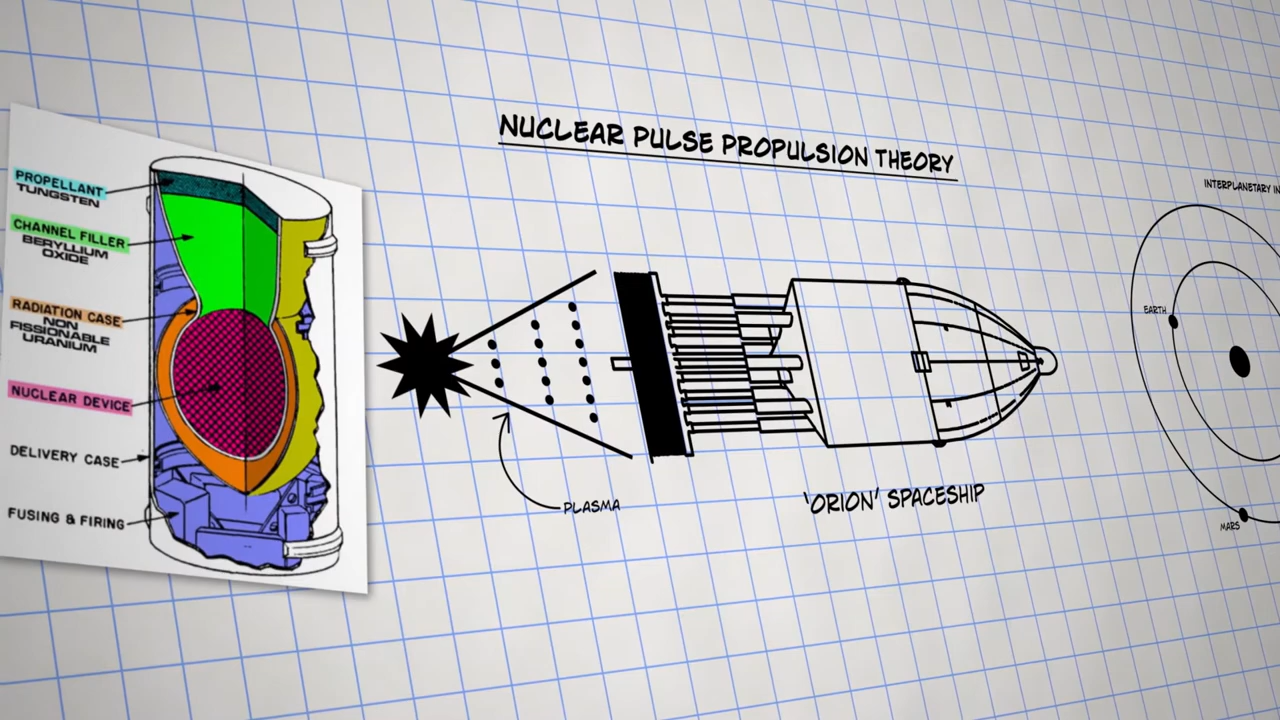 NUCLEAR PULSE PROPULSION THEORY
PROPELLANT
TUNGSTEN
CHANNEL FILLER
BERYLLIUM
OXIDE
RADIATION CASE
NON
FISSIONABLE
URANIUM
NUCLEAR DEVICE
DELIVERY CASE
FUSING & FIRING
PLASMA
'ORION' SPACESHIP
INTERPLANETARY
EARTH
MARS